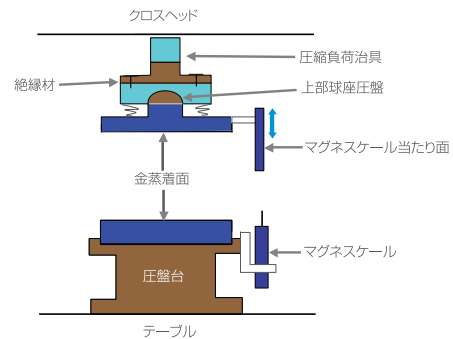 クロスヘッド
圧縮負荷治具
絶縁材
上部球座圧盤
マグネスケール当たり面
金蒸着面
マグネスケール
圧盤台
テーブル